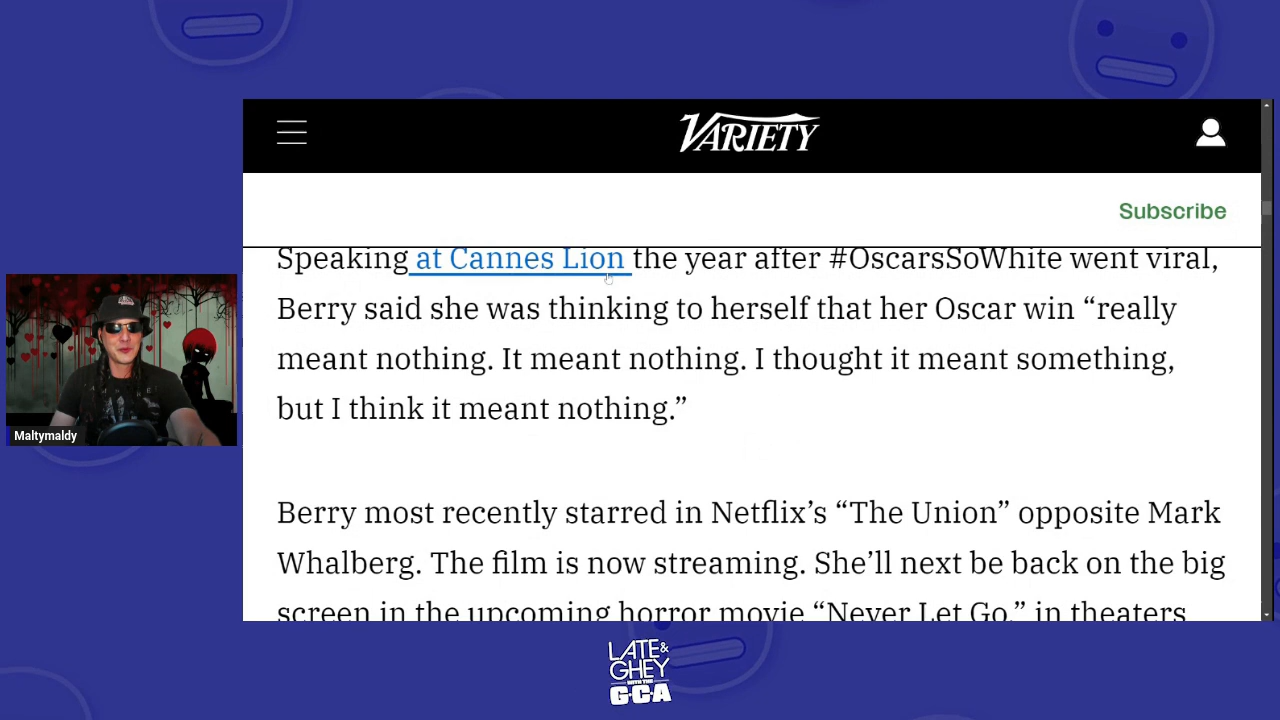 VARIETY
Subscribe
Speaking at Cannes Lion the year after #OscarsSoWhite went viral,
Berry said she was thinking to herself that her Oscar win “really
meant nothing. It meant nothing. I thought it meant something,
but I think it meant nothing.”
Berry most recently starred in Netflix’s “The Union” opposite Mark
Whalberg. The film is now streaming. She’ll next be back on the big
screen in the upcoming horror movie “Never Let Go,” in theaters
Maltymaldy
LATE &
GHEY
WITH THE
GCA